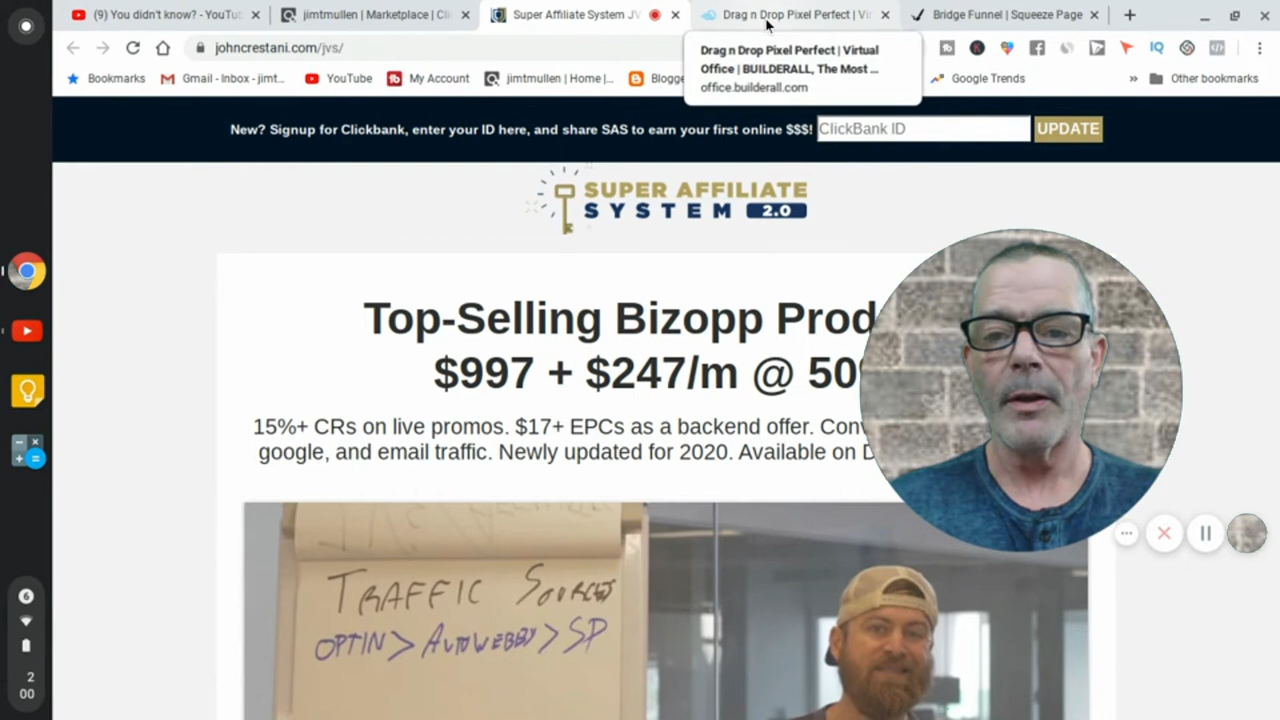 (9) You didn't know? - YouTu
jimtmullen | Marketplace | Cli
Super Affiliate System JV
Drag n Drop Pixel Perfect | Vir
Bridge Funnel | Squeeze Page
johncrestani.com/jvs/
Drag n Drop Pixel Perfect | Virtual
Office | BUILDERALL, The Most ...
office.builderall.com
Bookmarks
Gmail - Inbox - jimt...
YouTube
My Account
jimtmullen | Home |...
Blogge
Google Trends
Other bookmarks
New? Signup for Clickbank, enter your ID here, and share SAS to earn your first online $$$!
ClickBank ID
UPDATE
SUPER AFFILIATE
SYSTEM 2.0
Top-Selling Bizopp Prod
$997 + $247/m @ 50
15%+ CRs on live promos. $17+ EPCs as a backend offer. Conv
google, and email traffic. Newly updated for 2020. Available on D
TRAFFIC SOURCES
OPTIN> AUTOWEBBY> SP
6
2
00